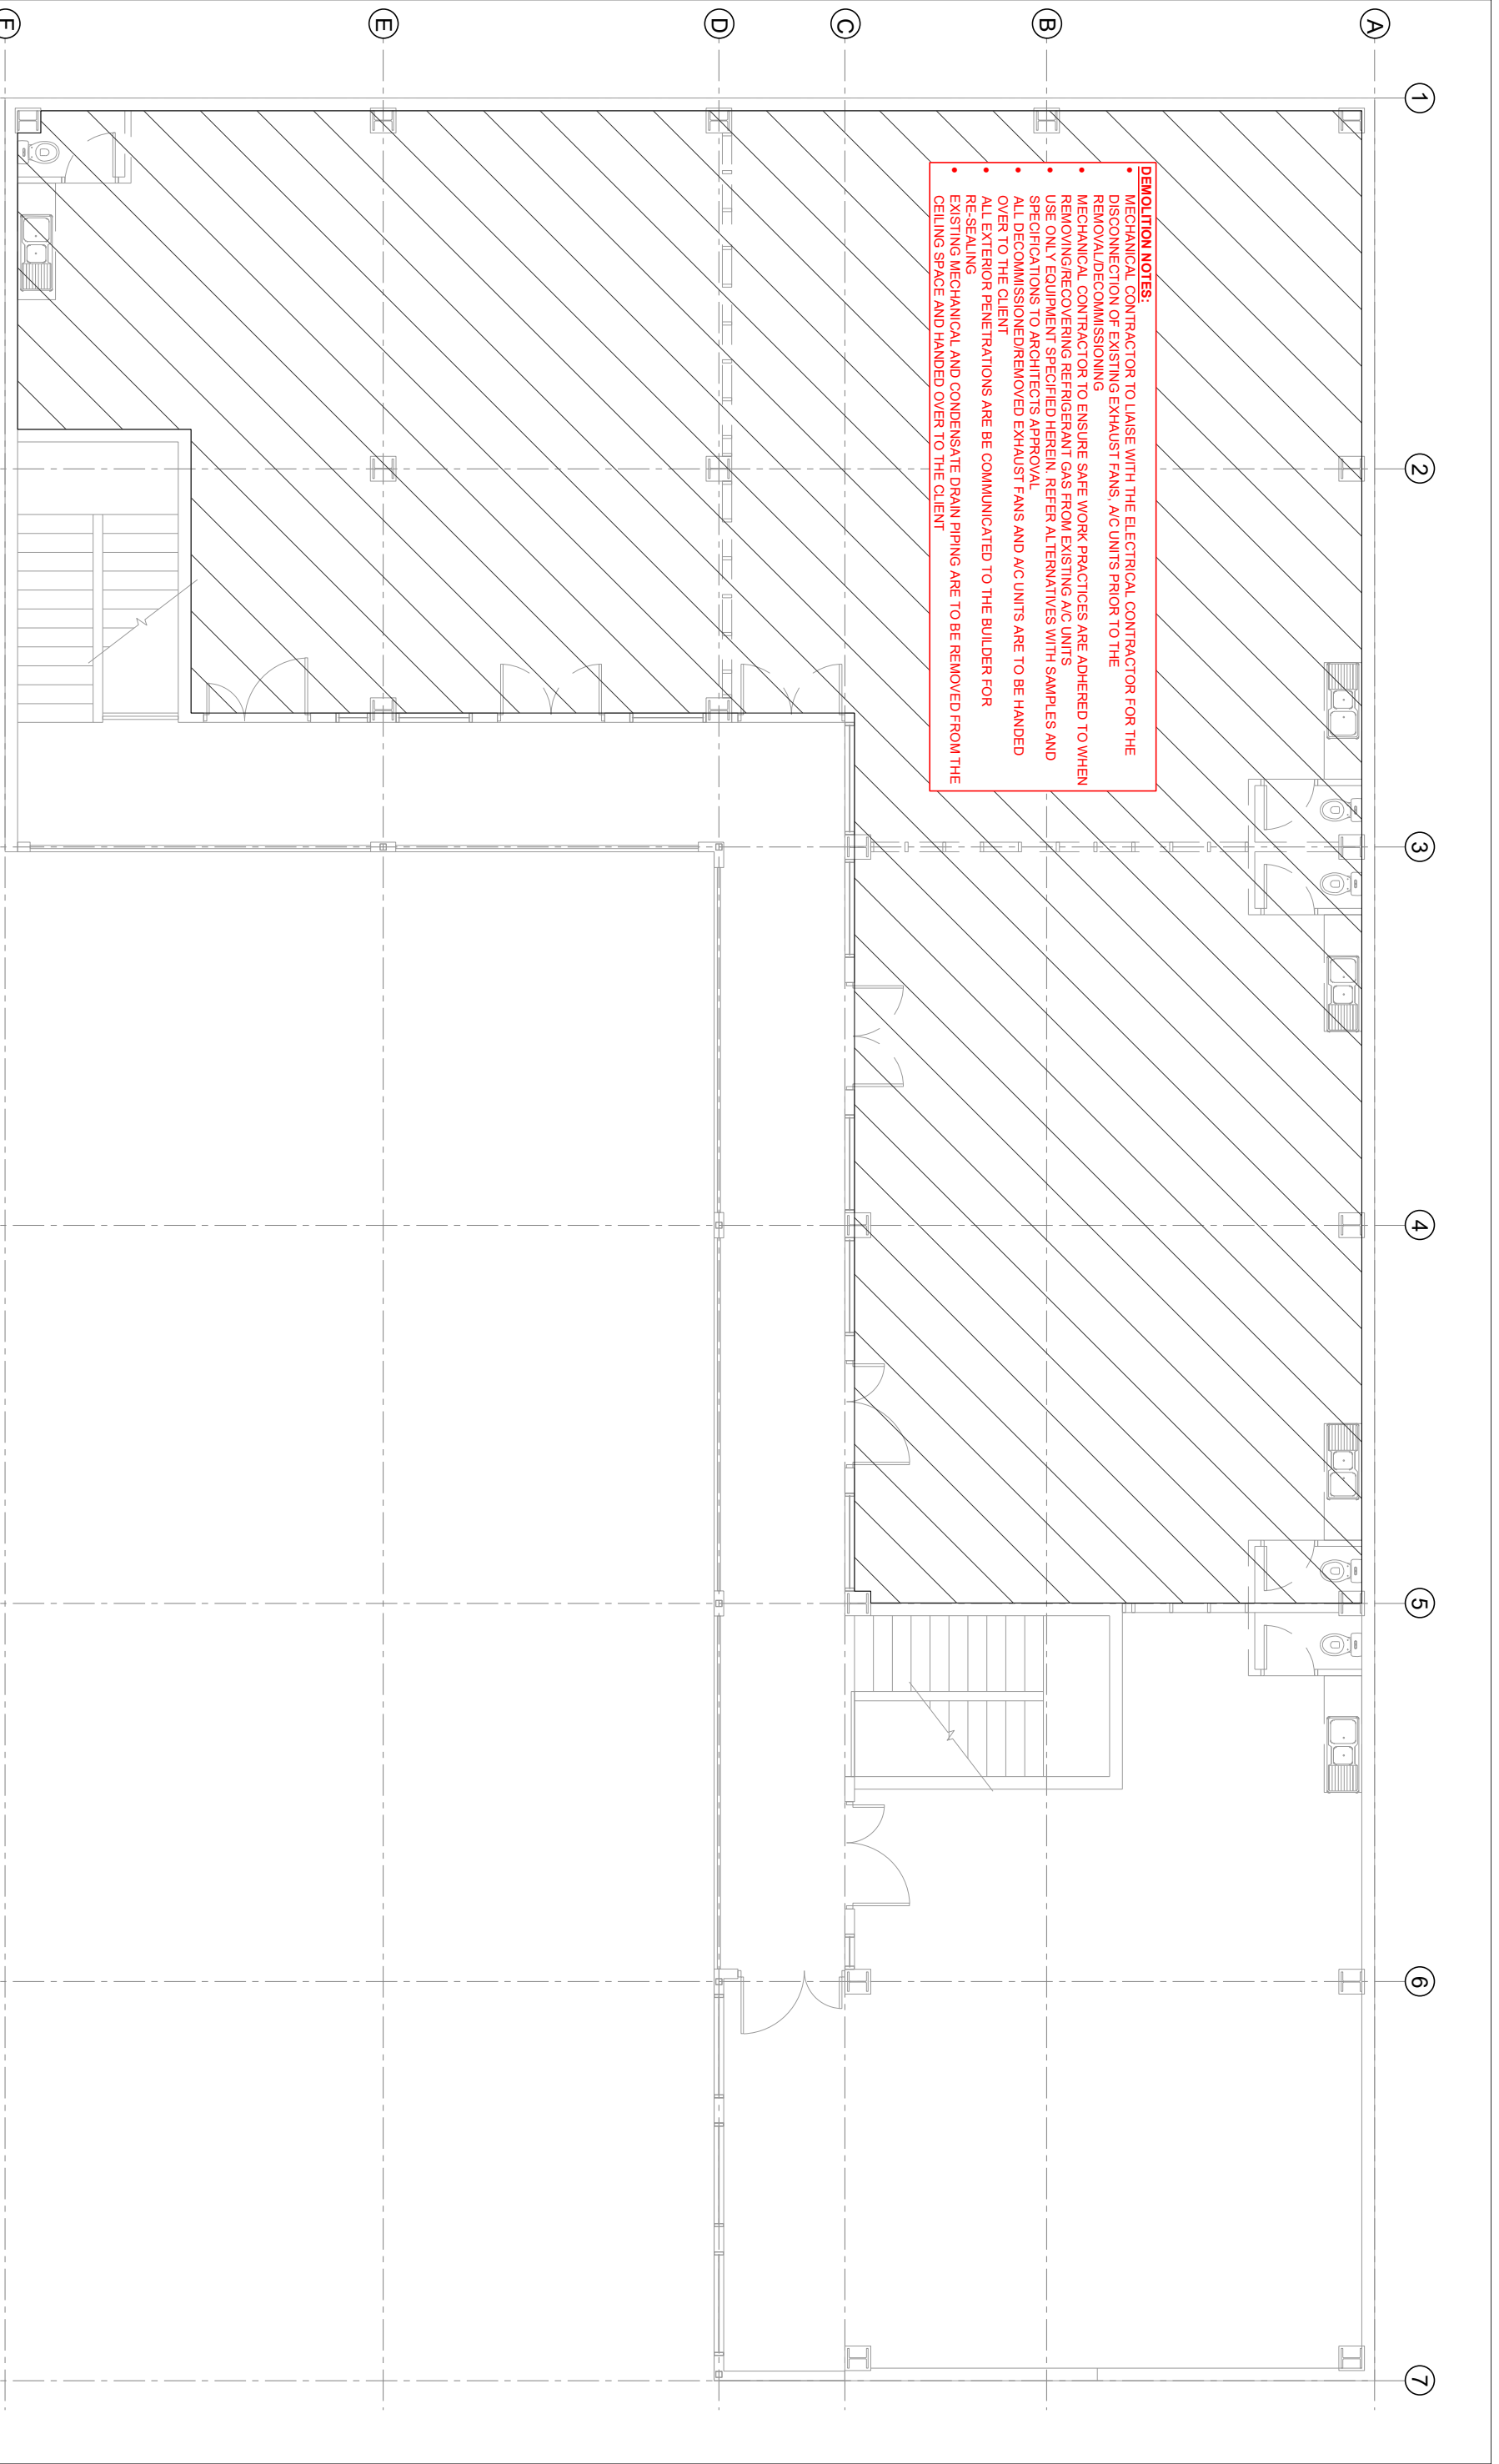 1
2
3
4
5
6
7
A
B
C
D
E
F
DEMOLITION NOTES:
• MECHANICAL CONTRACTOR TO LIAISE WITH THE ELECTRICAL CONTRACTOR FOR THE
DISCONNECTION OF EXISTING EXHAUST FANS, A/C UNITS PRIOR TO THE
REMOVAL/DECOMMISSIONING
• MECHANICAL CONTRACTOR TO ENSURE SAFE WORK PRACTICES ARE ADHERED TO WHEN
REMOVING/RECOVERING REFRIGERANT GAS FROM EXISTING A/C UNITS
• USE ONLY EQUIPMENT SPECIFIED HEREIN. REFER ALTERNATIVES WITH SAMPLES AND
SPECIFICATIONS TO ARCHITECTS APPROVAL
• ALL DECOMMISSIONED/REMOVED EXHAUST FANS AND A/C UNITS ARE TO BE HANDED
OVER TO THE CLIENT
• ALL EXTERIOR PENETRATIONS ARE BE COMMUNICATED TO THE BUILDER FOR
RE-SEALING
• EXISTING MECHANICAL AND CONDENSATE DRAIN PIPING ARE TO BE REMOVED FROM THE
CEILING SPACE AND HANDED OVER TO THE CLIENT